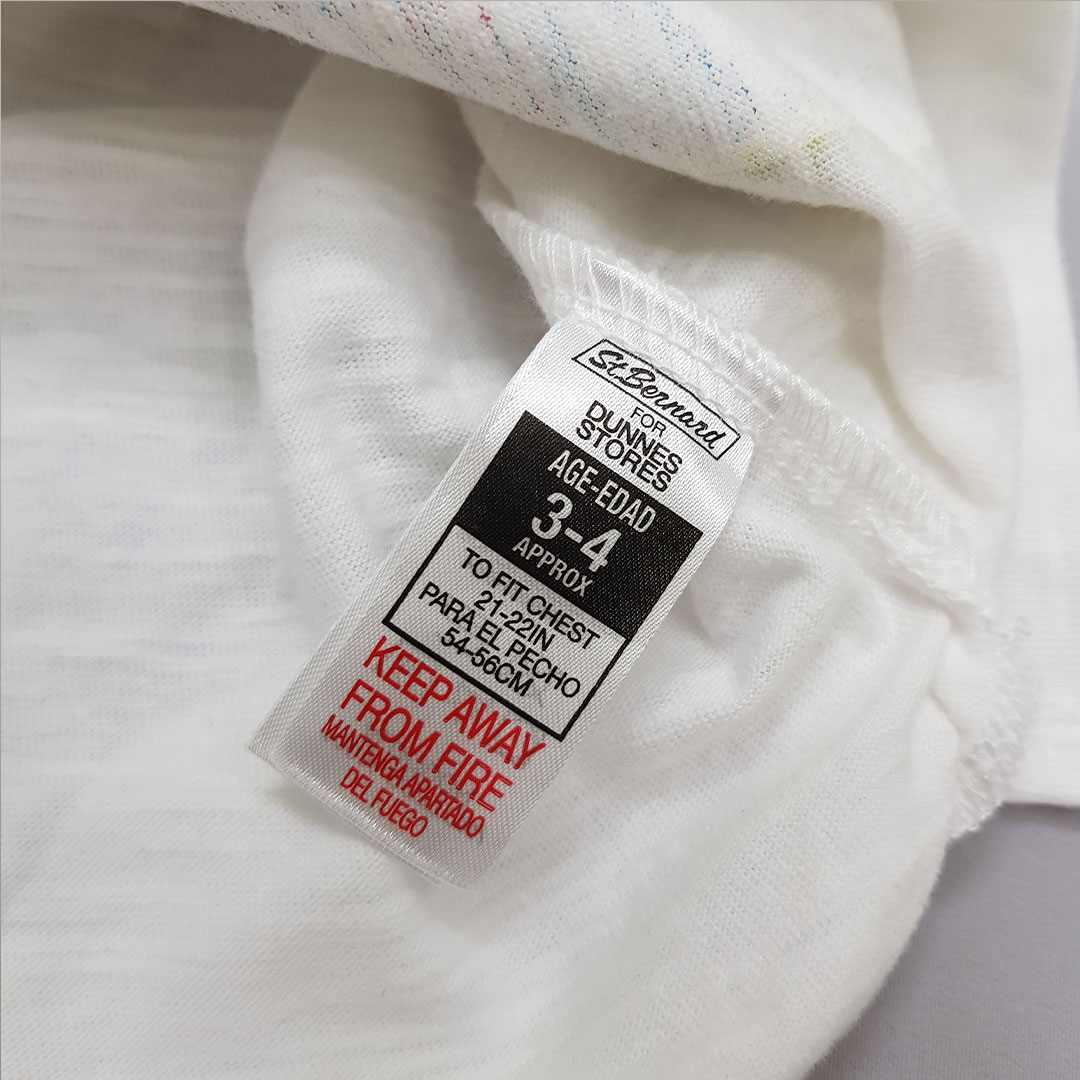 St.Bernard
FOR
DUNNES
STORES
AGE-EDAD
3-4
APPROX
TO FIT CHEST
21-22IN
PARA EL PECHO
54-56CM
KEEP AWAY
FROM FIRE
MANTENGA APARTADO
DEL FUEGO